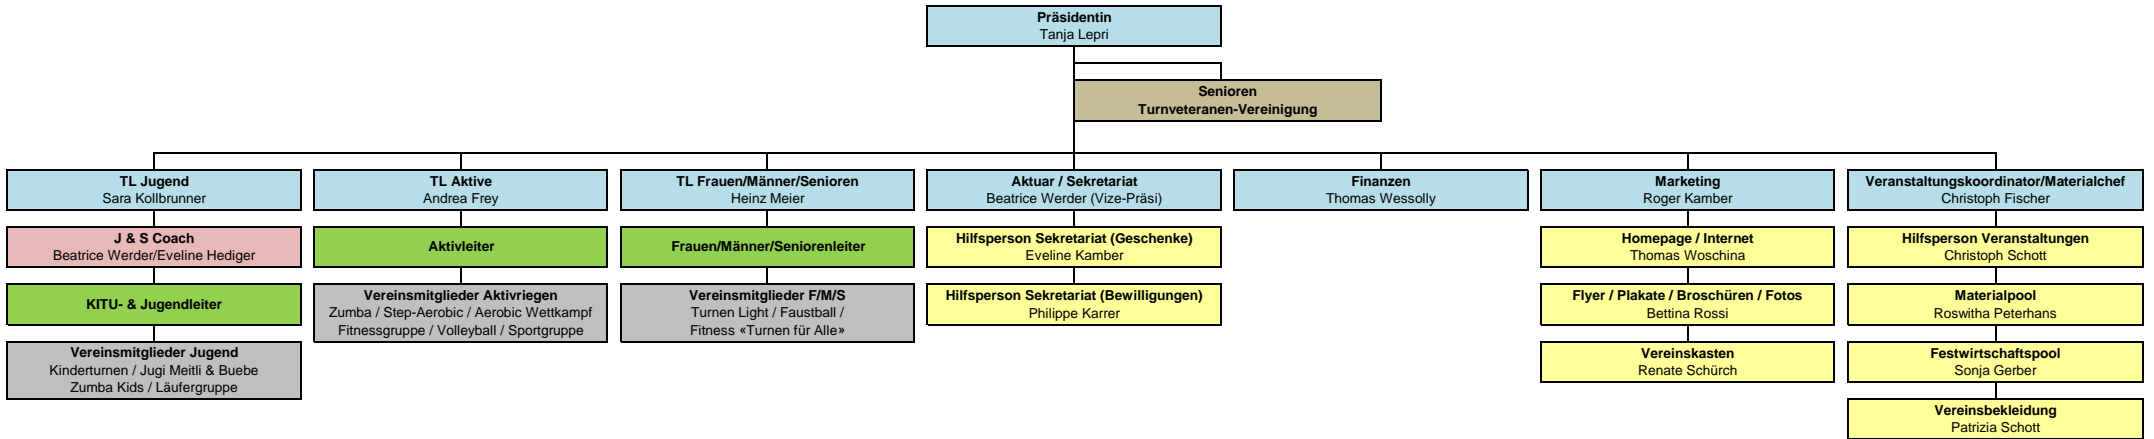 Präsidentin
Tanja Lepri
Senioren
Turnveteranen-Vereinigung
TL Jugend
Sara Kollbrunner
TL Aktive
Andrea Frey
TL Frauen/Männer/Senioren
Heinz Meier
Aktuar / Sekretariat
Beatrice Werder (Vize-Präsi)
Finanzen
Thomas Wessolly
Marketing
Roger Kamber
Veranstaltungskoordinator/Materialchef
Christoph Fischer
J & S Coach
Beatrice Werder/Eveline Hediger
Aktivleiter
Frauen/Männer/Seniorenleiter
Hilfsperson Sekretariat (Geschenke)
Eveline Kamber
Homepage / Internet
Thomas Woschina
Hilfsperson Veranstaltungen
Christoph Schott
KITU- & Jugendleiter
Vereinsmitglieder Aktivriegen
Zumba / Step-Aerobic / Aerobic Wettkampf
Fitnessgruppe / Volleyball / Sportgruppe
Vereinsmitglieder F/M/S
Turnen Light / Faustball /
Fitness «Turnen für Alle»
Hilfsperson Sekretariat (Bewilligungen)
Philippe Karrer
Flyer / Plakate / Broschüren / Fotos
Bettina Rossi
Materialpool
Roswitha Peterhans
Vereinsmitglieder Jugend
Kinderturnen / Jugi Meitli & Buebe
Zumba Kids / Läufergruppe
Vereinskasten
Renate Schürch
Festwirtschaftspool
Sonja Gerber
Vereinsbekleidung
Patrizia Schott